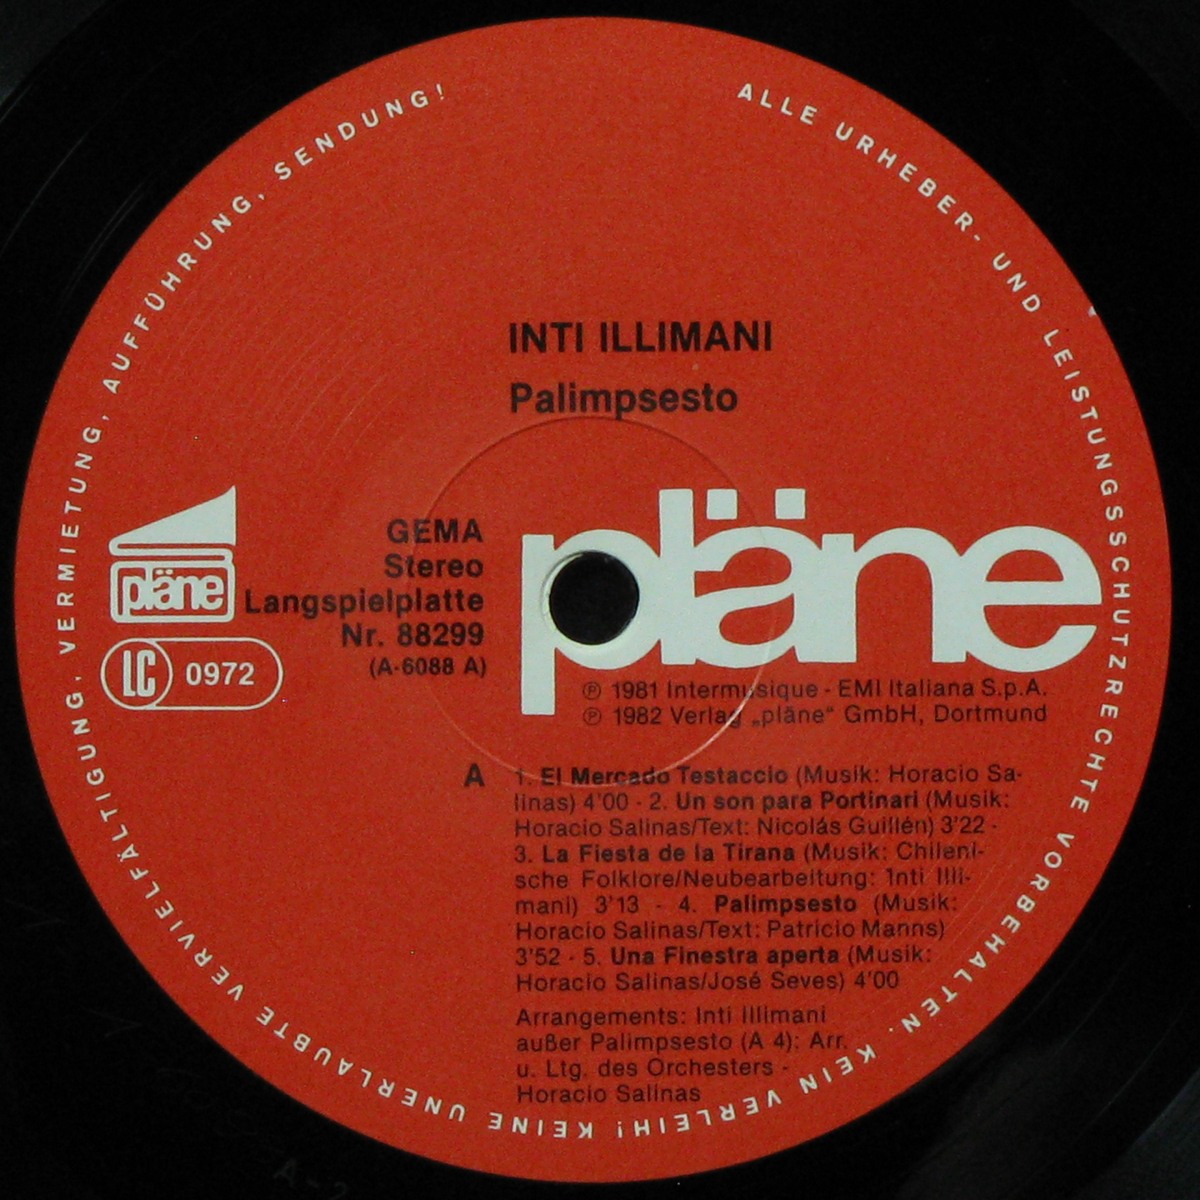 ALLE URHEBER- UND LEISTUNGSSCHUTZRECHTE VORBEHALTEN. KEIN VERLEIH! KEINE UNERLAUBTE VERVIELFÄLTIGUNG, VERMIETUNG, AUFFÜHRUNG, SENDUNG!
INTI ILLIMANI
Palimpsesto
pläne
LC 0972
GEMA
Stereo
Langspielplatte
Nr. 88299
(A-6088 A)
pläne
℗ 1981 Intermusique - EMI Italiana S.p.A.
℗ 1982 Verlag „pläne“ GmbH, Dortmund
A
1. El Mercado Testaccio (Musik: Horacio Sa-
linas) 4'00 - 2. Un son para Portinari (Musik:
Horacio Salinas/Text: Nicolás Guillén) 3'22 -
3. La Fiesta de la Tirana (Musik: Chileni-
sche Folklore/Neubearbeitung: 1nti Illi-
mani) 3'13 - 4. Palimpsesto (Musik:
Horacio Salinas/Text: Patricio Manns)
3'52 - 5. Una Finestra aperta (Musik:
Horacio Salinas/José Seves) 4'00
Arrangements: Inti Illimani
außer Palimpsesto (A 4): Arr.
u. Ltg. des Orchesters -
Horacio Salinas
A-2